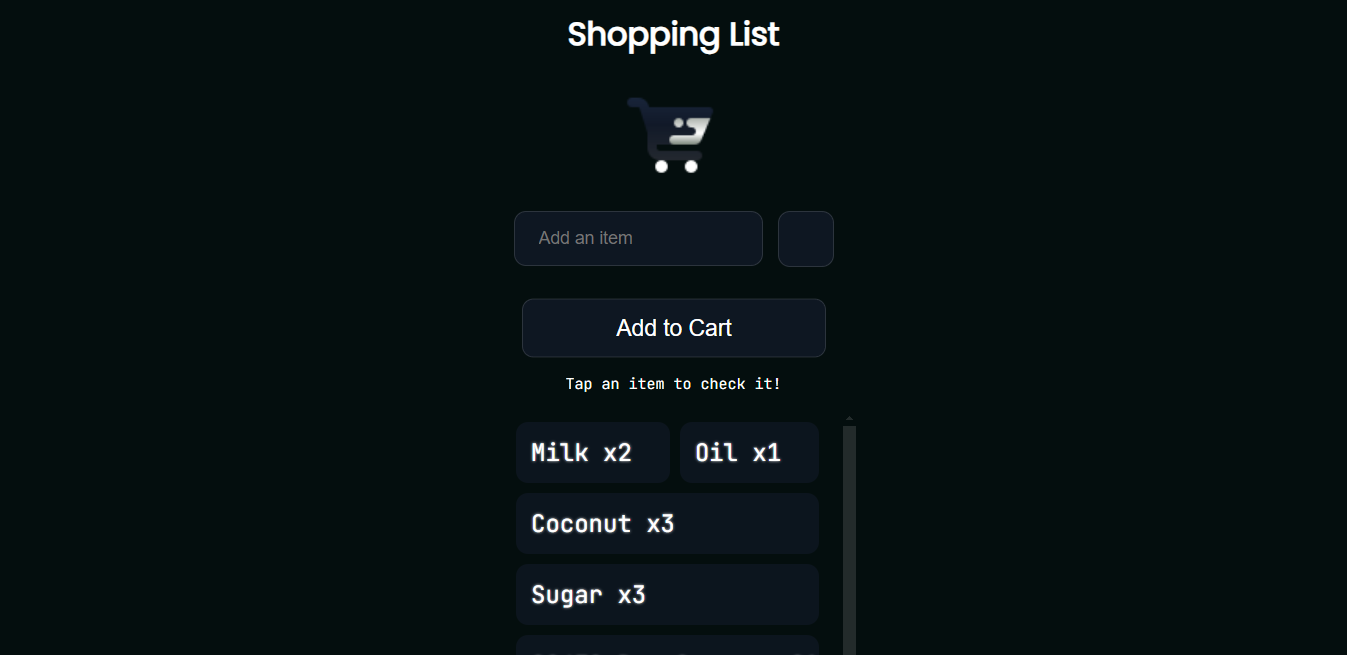 Shopping List
Add an item
Add to Cart
Tap an item to check it!
Milk x2
Oil x1
Coconut x3
Sugar x3